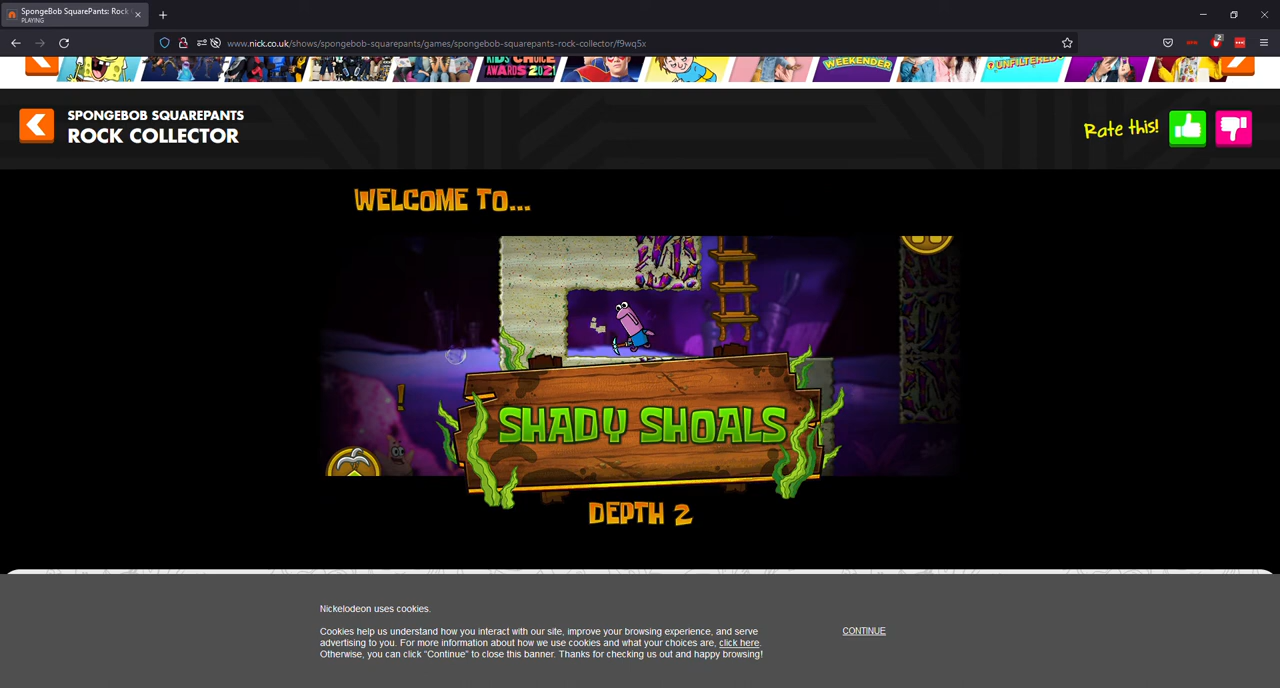 SpongeBob SquarePants: Rock
PLAYING
2
www.nick.co.uk/shows/spongebob-squarepants/games/spongebob-squarepants-rock-collector/f9wq5x
KIDS CHOICE
AWARDS 2021
WEEKENDER
UNFILTERED
SPONGEBOB SQUAREPANTS
ROCK COLLECTOR
Rate this!
WELCOME TO...
!
SHADY SHOALS
DEPTH 2
Nickelodeon uses cookies.
Cookies help us understand how you interact with our site, improve your browsing experience, and serve
advertising to you. For more information about how we use cookies and what your choices are, click here.
Otherwise, you can click “Continue” to close this banner. Thanks for checking us out and happy browsing!
CONTINUE